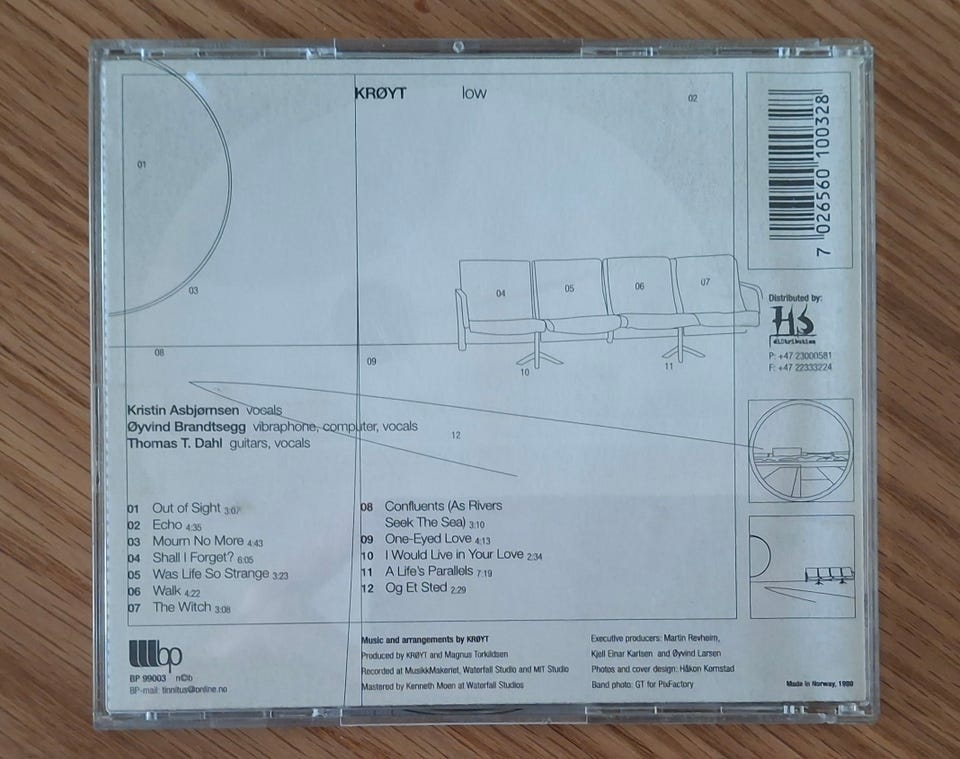 KRØYT low
02
01
03
04 05 06 07
08
09
10 11
12
7 026560 100328
Distributed by:
HS
distribution
P: +47 23000581
F: +47 22333224
Kristin Asbjørnsen vocals
Øyvind Brandtsegg vibraphone, computer, vocals
Thomas T. Dahl guitars, vocals
01 Out of Sight 3:07
02 Echo 4:35
03 Mourn No More 4:43
04 Shall I Forget? 6:05
05 Was Life So Strange 3:23
06 Walk 4:22
07 The Witch 3:08
08 Confluents (As Rivers
Seek The Sea) 3:10
09 One-Eyed Love 4:13
10 I Would Live in Your Love 2:34
11 A Life's Parallels 7:19
12 Og Et Sted 2:29
bp
BP 99003 n©b
BP-mail: tinnitus@online.no
Music and arrangements by KRØYT
Produced by KRØYT and Magnus Torkildsen
Recorded at MusikkMakeriet, Waterfall Studio and MIT Studio
Mastered by Kenneth Moen at Waterfall Studios
Executive producers: Martin Revheim,
Kjell Einar Karlsen and Øyvind Larsen
Photos and cover design: Håkon Kornstad
Band photo: GT for PixFactory
Made in Norway, 1999